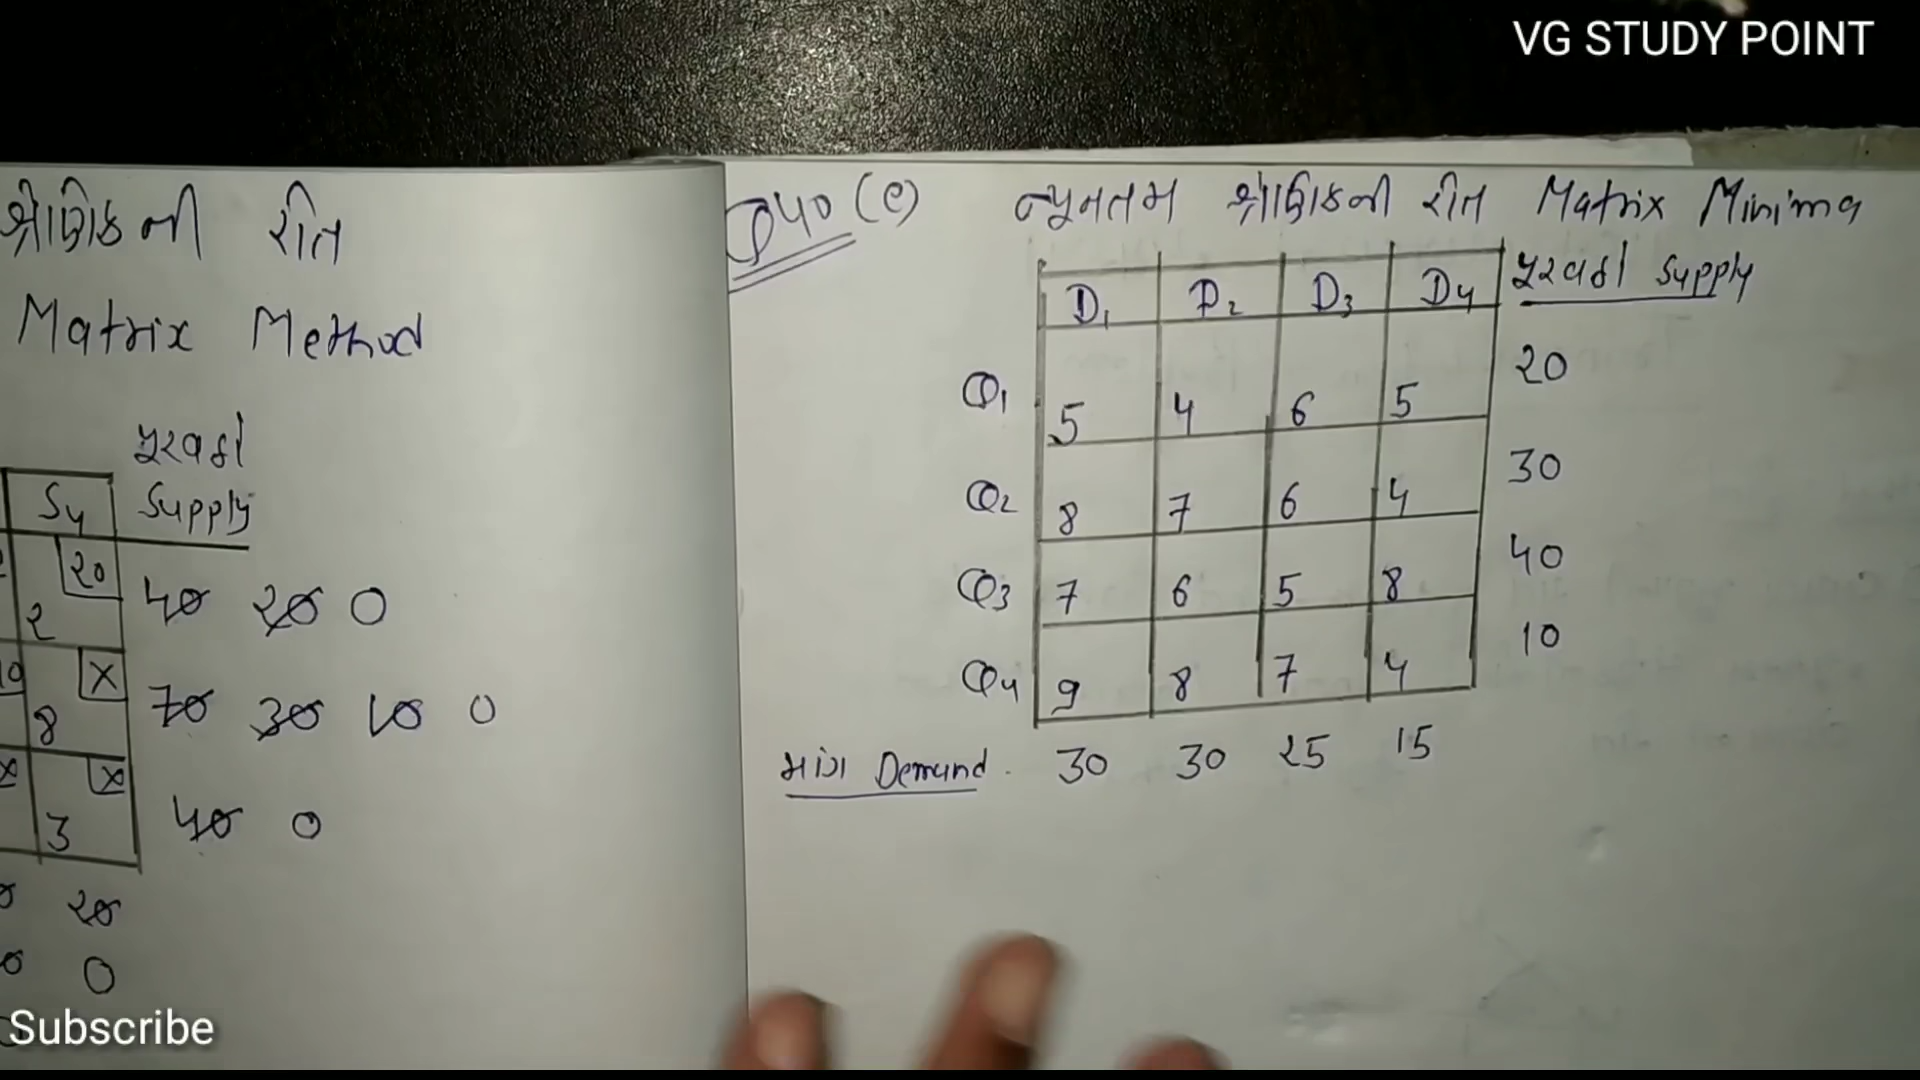 VG STUDY POINT
શ્રેણિકની રીત
Matrix Method
પુરવઠો
S4 Supply
20
2 40 20 0
10 X
8 70 30 10 0
X X
3 40 0
20
0
Subscribe
(e) ન્યુનતમ શ્રેણિકની રીત Matrix Minima
D1 D2 D3 D4 પુરવઠો Supply
O1 5 4 6 5 20
O2 8 7 6 4 30
O3 7 6 5 8 40
O4 9 8 7 4 10
માંગ Demand 30 30 25 15